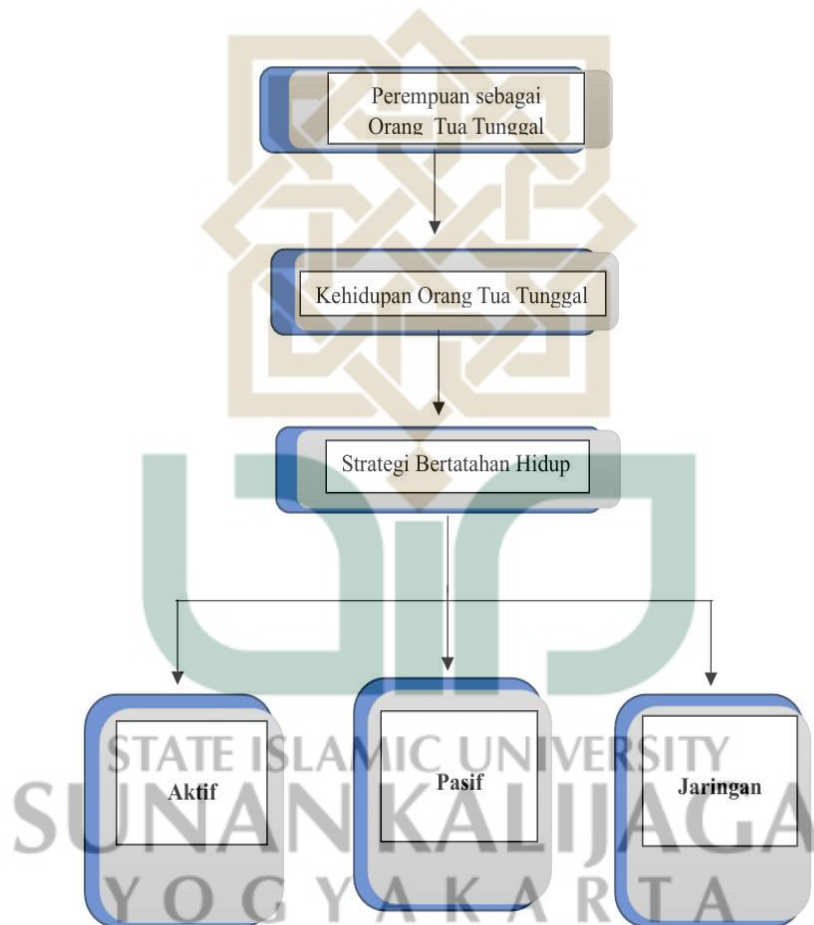 Perempuan sebagai
Orang Tua Tunggal
Kehidupan Orang Tua Tunggal
Strategi Bertatahan Hidup
Aktif
Pasif
Jaringan
STATE ISLAMIC UNIVERSITY
SUNAN KALIJAGA
YOGYAKARTA